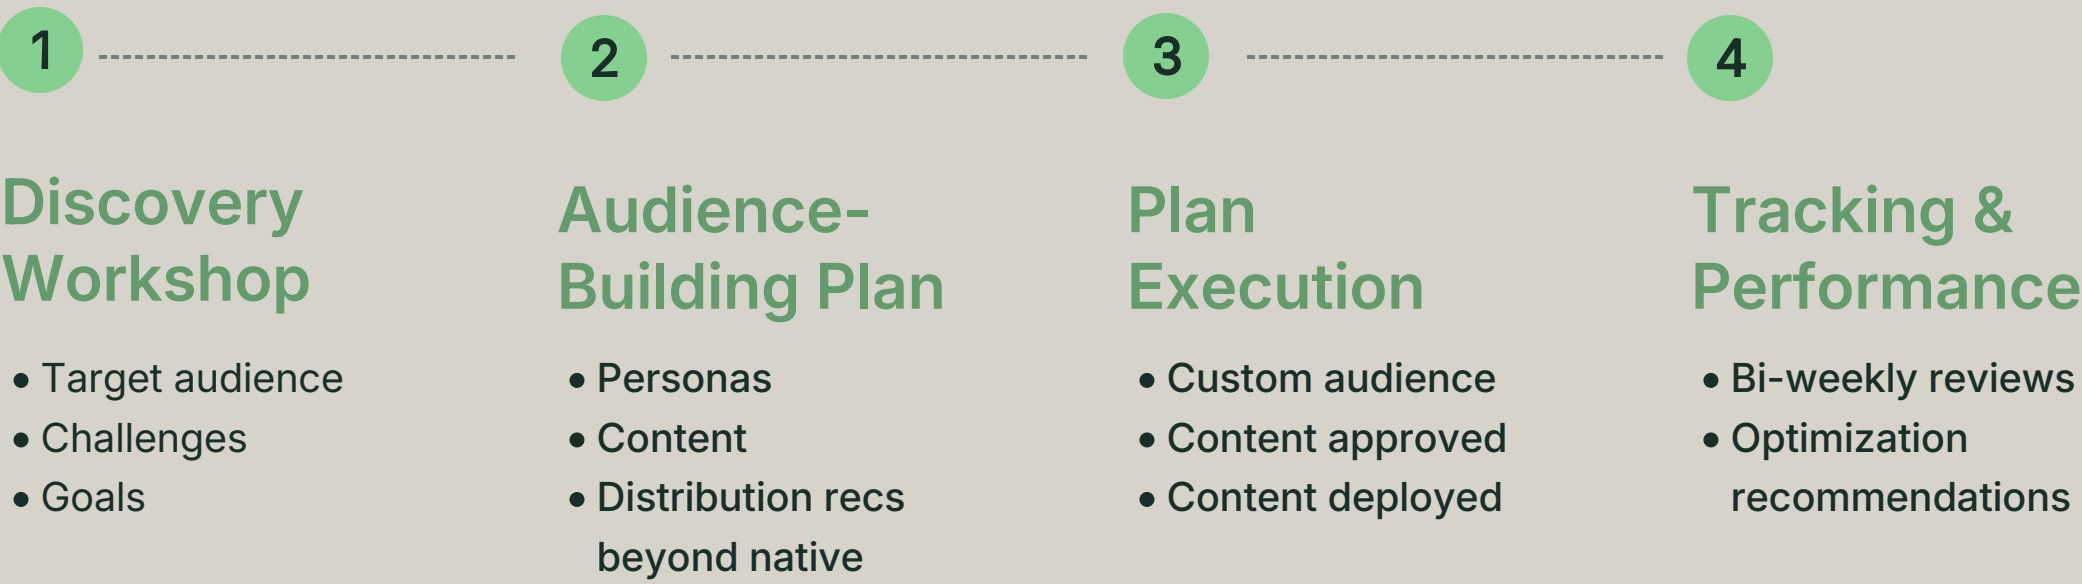 1
2
3
4
Discovery
Workshop
• Target audience
• Challenges
• Goals
Audience-
Building Plan
• Personas
• Content
• Distribution recs
beyond native
Plan
Execution
• Custom audience
• Content approved
• Content deployed
Tracking &
Performance
• Bi-weekly reviews
• Optimization
recommendations